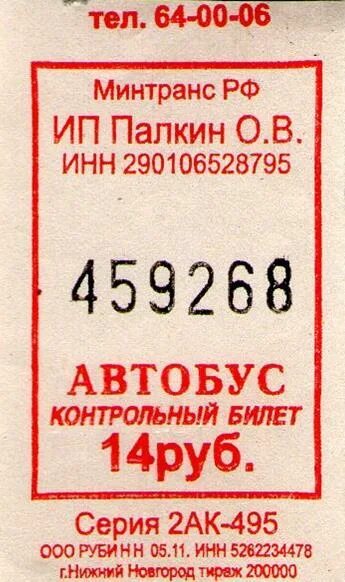 тел. 64-00-06
Минтранс РФ
ИП Палкин О.В.
ИНН 290106528795
459268
АВТОБУС
КОНТРОЛЬНЫЙ БИЛЕТ
14руб.
Серия 2АК-495
ООО РУБИ Н Н 05.11. ИНН 5262234478
г.Нижний Новгород тираж 200000